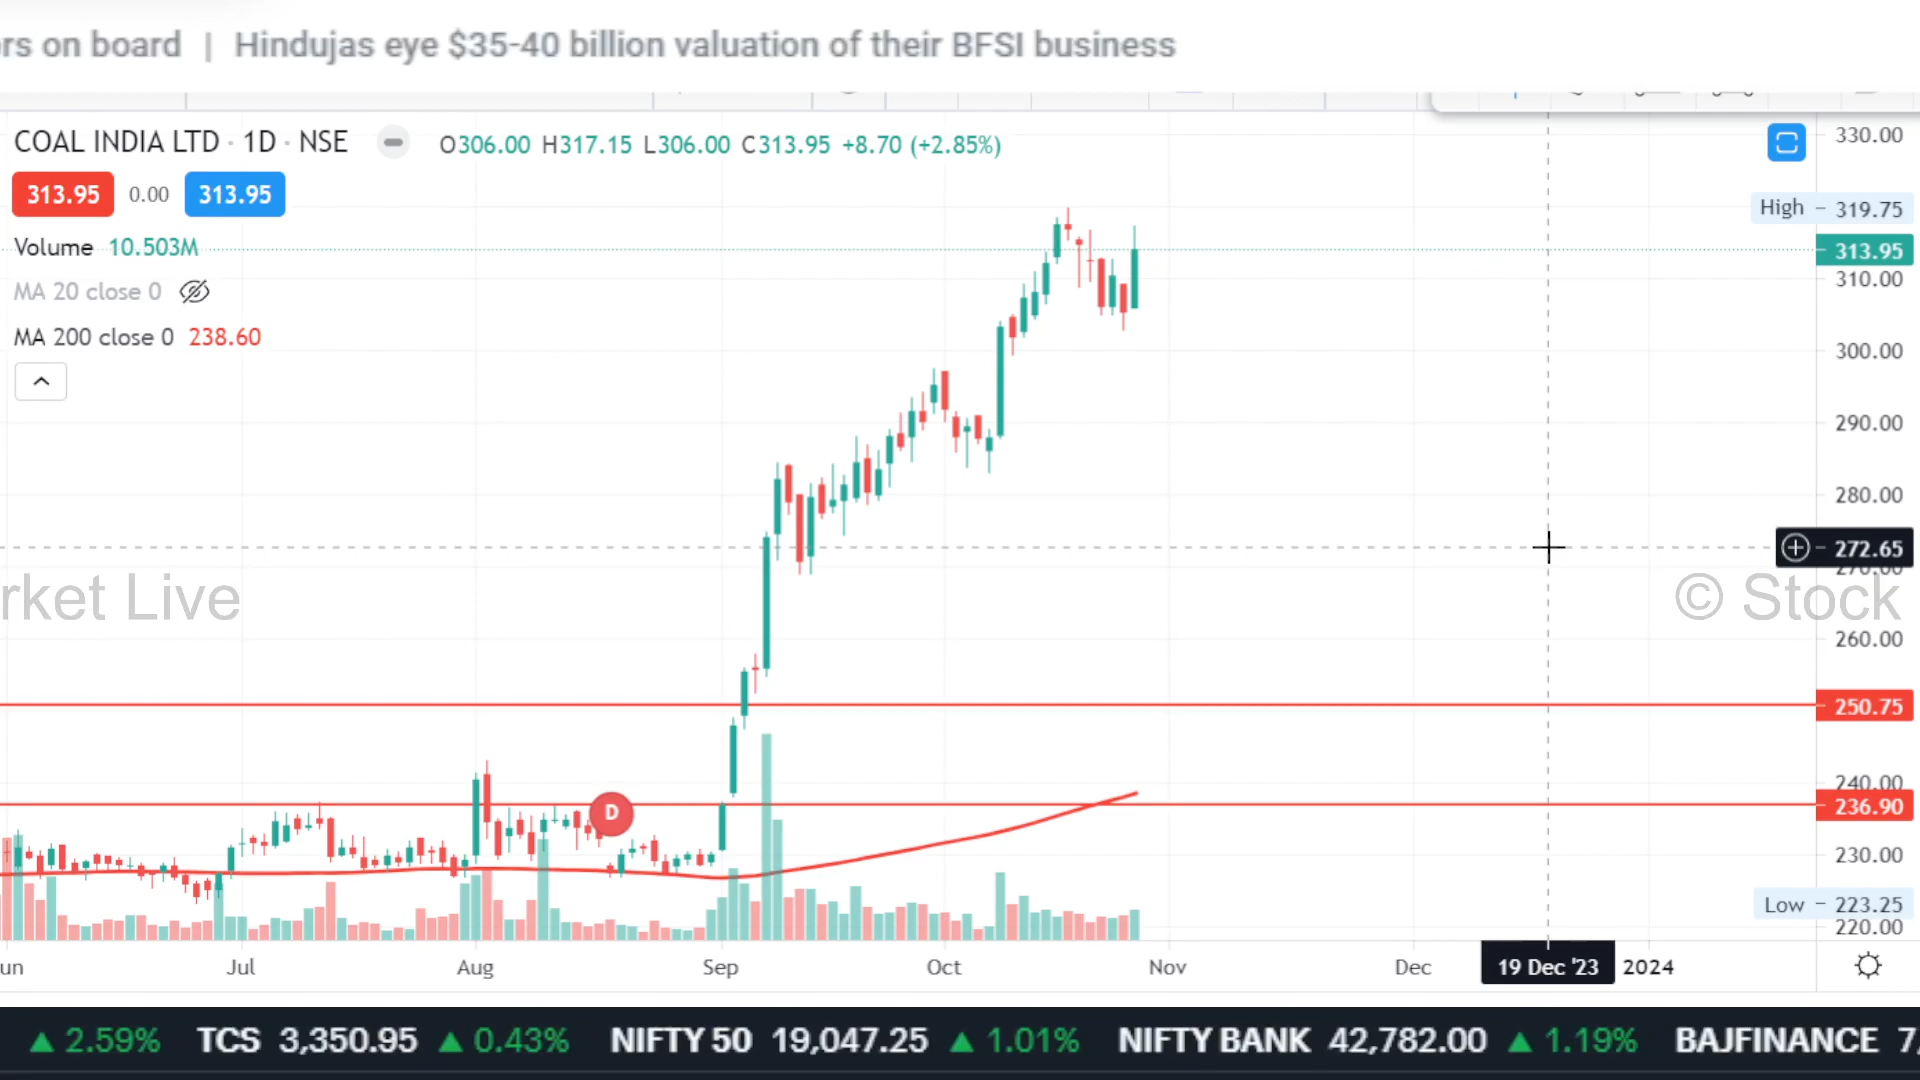 rs on board | Hindujas eye $35-40 billion valuation of their BFSI business
COAL INDIA LTD · 1D · NSE O306.00 H317.15 L306.00 C313.95 +8.70 (+2.85%)
313.95 0.00 313.95
Volume 10.503M
MA 20 close 0
MA 200 close 0 238.60
330.00
High 319.75
313.95
310.00
300.00
290.00
280.00
272.65
270.00
rket Live © Stock
260.00
250.75
240.00
236.90
D
230.00
Low 223.25
220.00
un Jul Aug Sep Oct Nov Dec 19 Dec '23 2024
2.59% TCS 3,350.95 0.43% NIFTY 50 19,047.25 1.01% NIFTY BANK 42,782.00 1.19% BAJFINANCE 7,